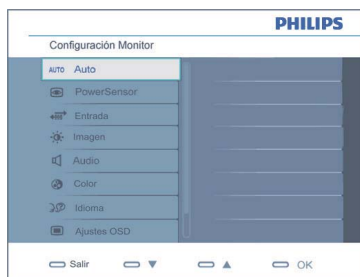 PHILIPS
Configuración Monitor
AUTO Auto
PowerSensor
Entrada
Imagen
Audio
Color
Idioma
Ajustes OSD
Salir ▼ ▲ OK